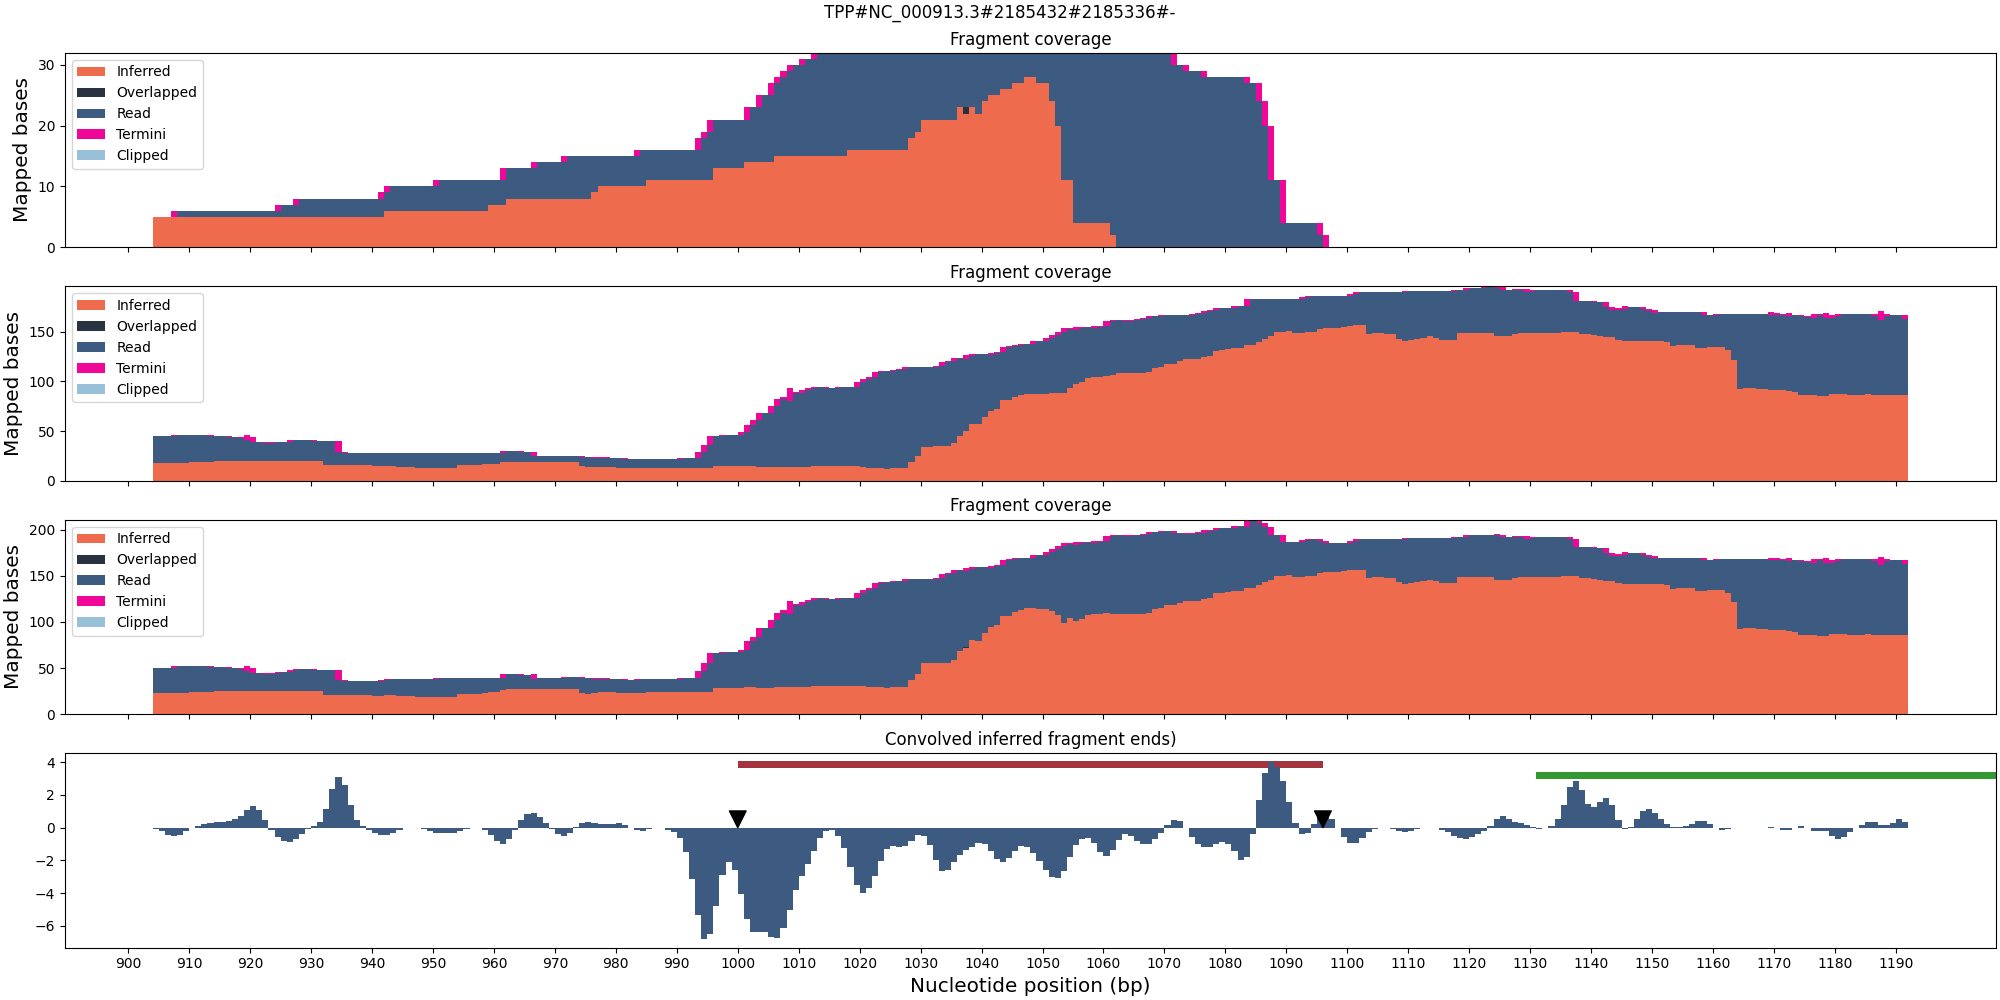 TPP#NC_000913.3#2185432#2185336#-
Fragment coverage
Mapped bases
30
20
10
0
Inferred
Overlapped
Read
Termini
Clipped
Fragment coverage
Mapped bases
150
100
50
0
Inferred
Overlapped
Read
Termini
Clipped
Fragment coverage
Mapped bases
200
150
100
50
0
Inferred
Overlapped
Read
Termini
Clipped
Convolved inferred fragment ends)
4
2
0
−2
−4
−6
900 910 920 930 940 950 960 970 980 990 1000 1010 1020 1030 1040 1050 1060 1070 1080 1090 1100 1110 1120 1130 1140 1150 1160 1170 1180 1190
Nucleotide position (bp)